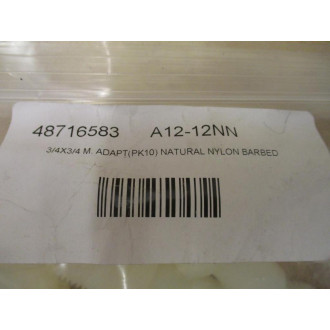 48716583 A12-12NN
3/4X3/4 M. ADAPT(PK10) NATURAL NYLON BARBED